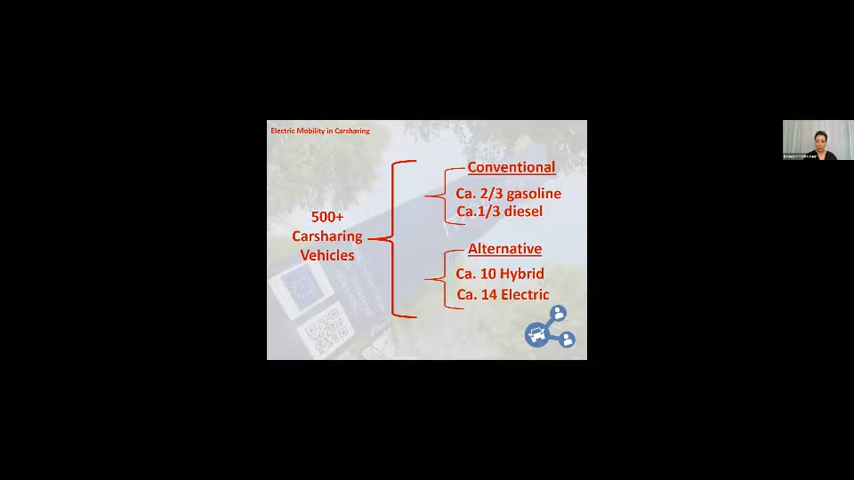 Electric Mobility in Carsharing
500+
Carsharing
Vehicles
Conventional
Ca. 2/3 gasoline
Ca.1/3 diesel
Alternative
Ca. 10 Hybrid
Ca. 14 Electric